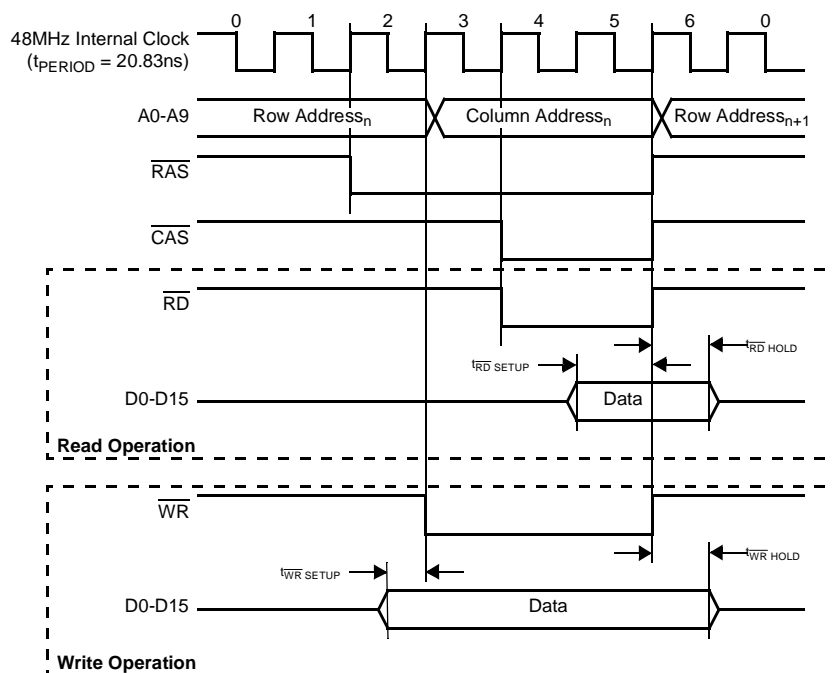 0 1 2 3 4 5 6 0
48MHz Internal Clock
(tPERIOD = 20.83ns)
A0-A9 Row Addressn Column Addressn Row Addressn+1
RAS
CAS
RD
tRD HOLD
tRD SETUP
D0-D15 Data
Read Operation
WR
tWR HOLD
tWR SETUP
D0-D15 Data
Write Operation